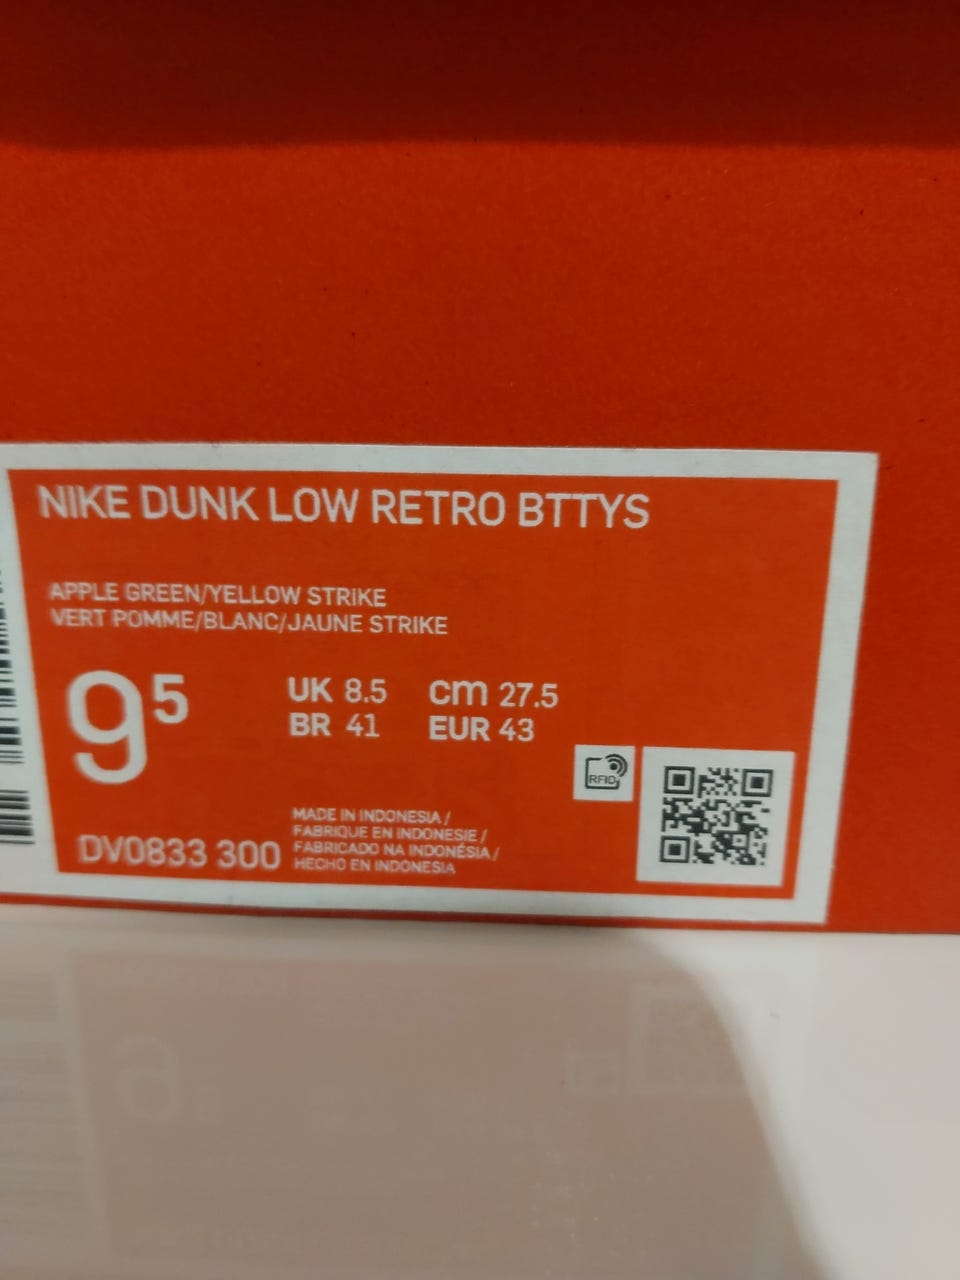 NIKE DUNK LOW RETRO BTTYS
APPLE GREEN/YELLOW STRIKE
VERT POMME/BLANC/JAUNE STRIKE
95
UK 8.5 cm 27.5
BR 41 EUR 43
RFID
MADE IN INDONESIA /
FABRIQUE EN INDONESIE /
FABRICADO NA INDONÉSIA /
HECHO EN INDONESIA
DV0833 300